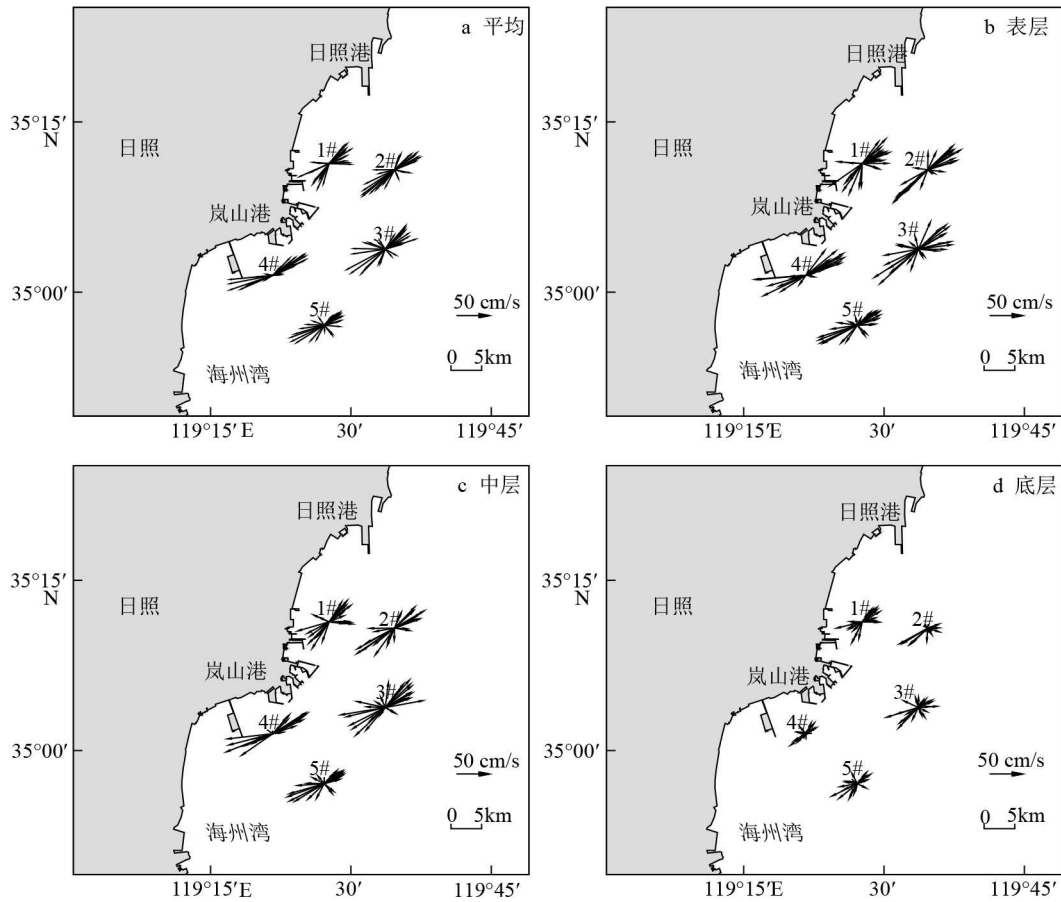 a 平均
日照港
35°15′
N
日照
1#
2#
岚山港
3#
4#
35°00′
5#
50 cm/s
0 5km
海州湾
119°15′E
30′
119°45′
b 表层
日照港
35°15′
N
日照
1#
2#
岚山港
3#
4#
35°00′
5#
50 cm/s
0 5km
海州湾
119°15′E
30′
119°45′
c 中层
日照港
35°15′
N
日照
1#
2#
岚山港
3#
4#
35°00′
5#
50 cm/s
0 5km
海州湾
119°15′E
30′
119°45′
d 底层
日照港
35°15′
N
日照
1#
2#
岚山港
3#
4#
35°00′
5#
50 cm/s
0 5km
海州湾
119°15′E
30′
119°45′